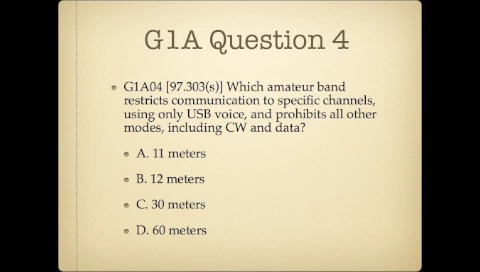 G1A Question 4
G1A04 [97.303(s)] Which amateur band
restricts communication to specific channels,
using only USB voice, and prohibits all other
modes, including CW and data?
A. 11 meters
B. 12 meters
C. 30 meters
D. 60 meters